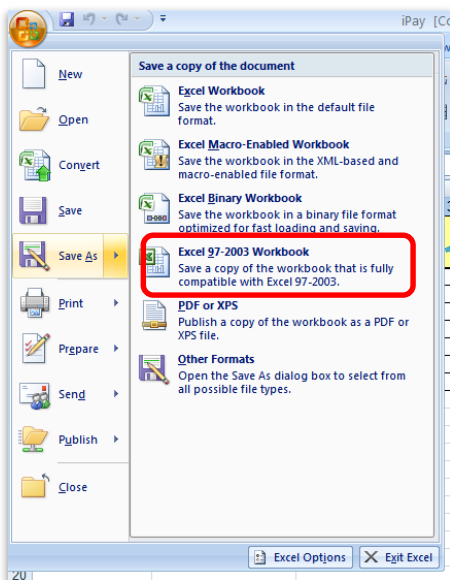 iPay [Co
Save a copy of the document
New
Open
Convert
Save
Save As
Print
Prepare
Send
Publish
Close
Excel Workbook
Save the workbook in the default file
format.
Excel Macro-Enabled Workbook
Save the workbook in the XML-based and
macro-enabled file format.
Excel Binary Workbook
Save the workbook in a binary file format
optimized for fast loading and saving.
Excel 97-2003 Workbook
Save a copy of the workbook that is fully
compatible with Excel 97-2003.
PDF or XPS
Publish a copy of the workbook as a PDF or
XPS file.
Other Formats
Open the Save As dialog box to select from
all possible file types.
Excel Options
Exit Excel
20